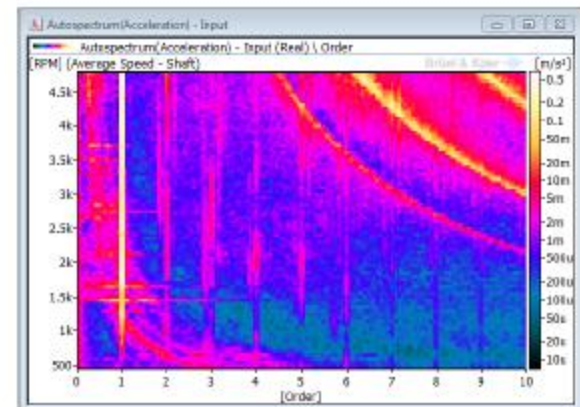 Autospectrum(Acceleration) - Input
Autospectrum(Acceleration) - Input (Real) \ Order
[RPM] (Average Speed - Shaft)
Brüel & Kjær
[m/s²]
4.5k
4k
3.5k
3k
2.5k
2k
1.5k
1k
500
0 1 2 3 4 5 6 7 8 9 10
[Order]
0.5
0.2
0.1
50m
20m
10m
5m
2m
1m
500u
200u
100u
50u
20u
10u